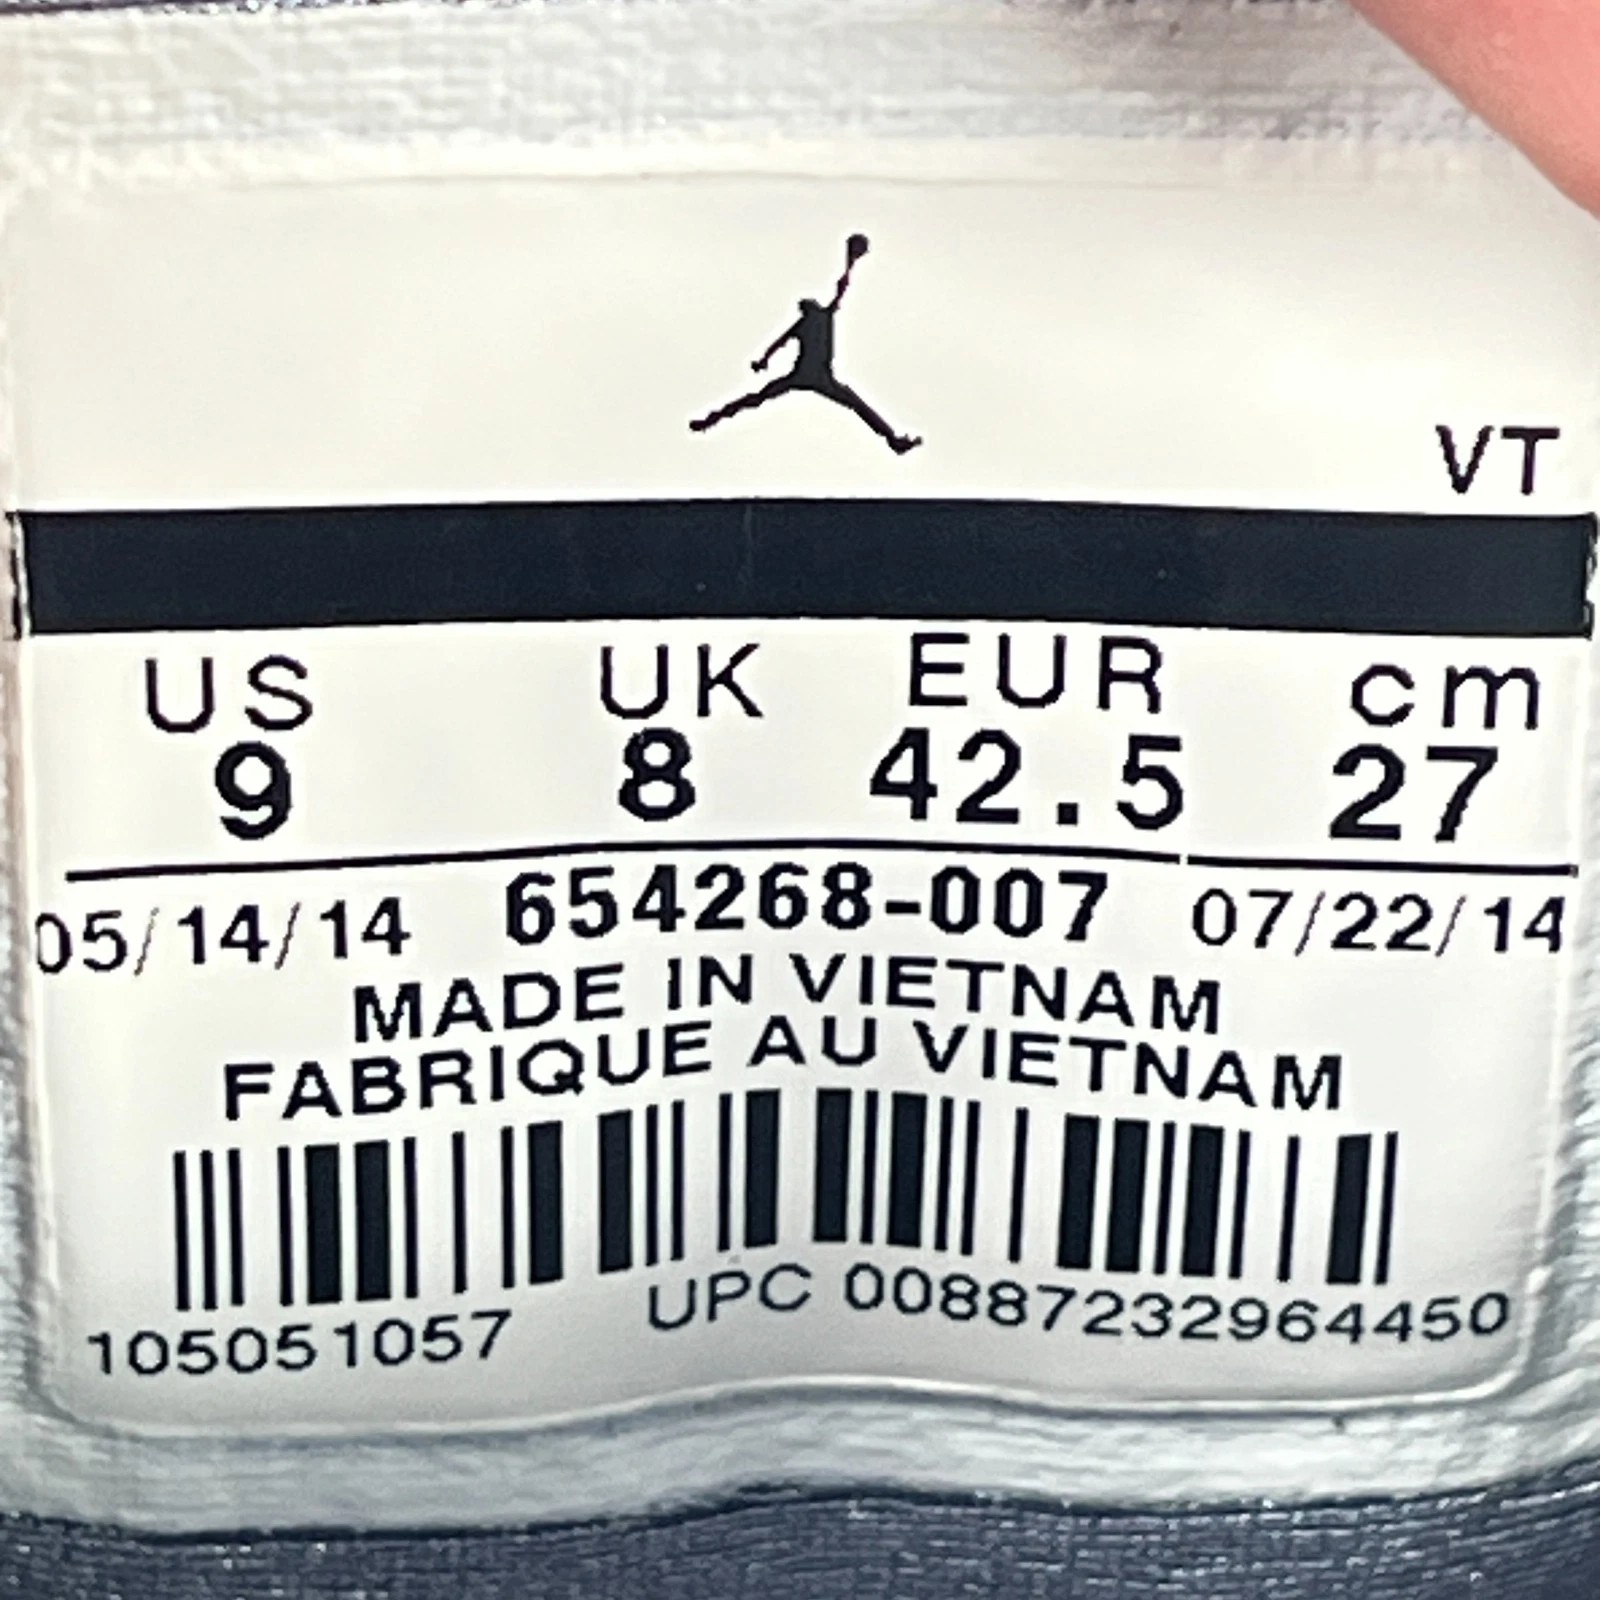 VT
US UK EUR cm
9 8 42.5 27
05/14/14 654268-007 07/22/14
MADE IN VIETNAM
FABRIQUE AU VIETNAM
105051057 UPC 00887232964450